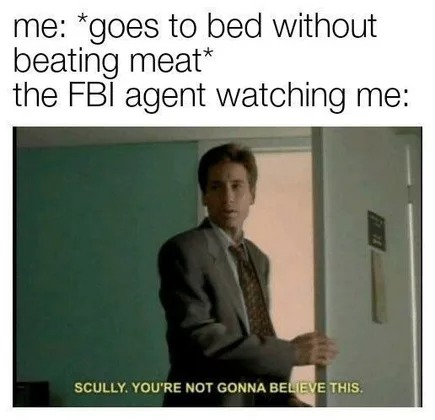 me: *goes to bed without
beating meat*
the FBI agent watching me:
SCULLY. YOU'RE NOT GONNA BELIEVE THIS.